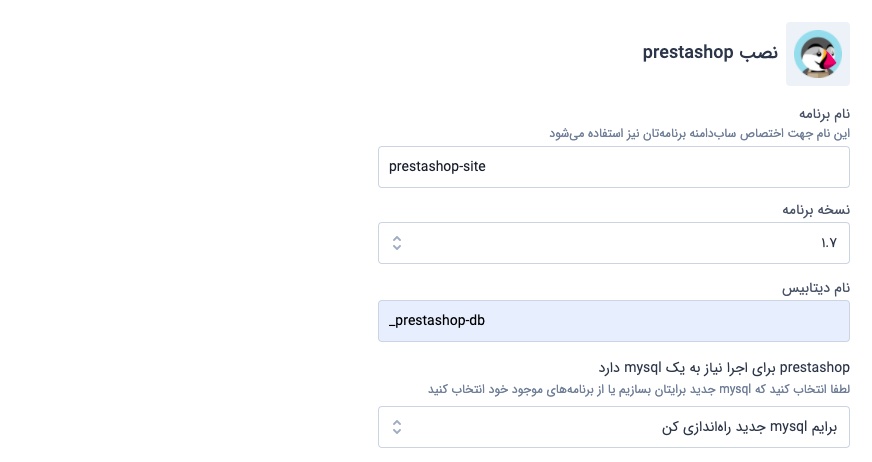 نصب prestashop
نام برنامه
این نام جهت اختصاص ساب‌دامنه برنامه‌تان نیز استفاده می‌شود
prestashop-site
نسخه برنامه
۱.۷
نام دیتابیس
_prestashop-db
prestashop برای اجرا نیاز به یک mysql دارد
لطفا انتخاب کنید که mysql جدید برایتان بسازیم یا از برنامه‌های موجود خود انتخاب کنید
برایم mysql جدید راه‌اندازی کن